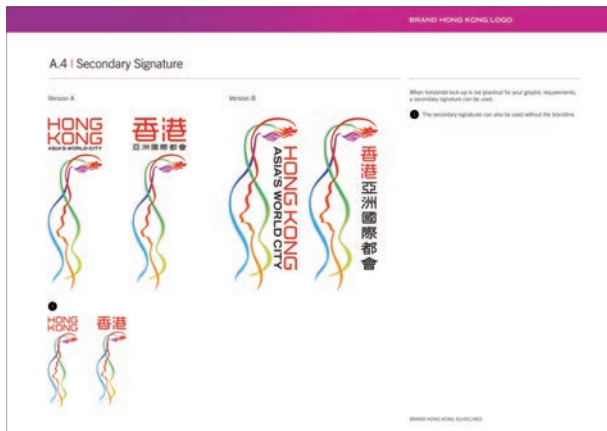 BRAND HONG KONG LOGO
A.4 | Secondary Signature
When horizontal lock-up is not practical for your graphic requirements,
a secondary signature can be used.
1 The secondary signatures can also be used without the brandline.
Version A
Version B
HONG
KONG
ASIA'S WORLD CITY
香港
亞洲國際都會
HONG KONG
ASIA'S WORLD CITY
香港亞洲國際都會
1
HONG
KONG
香港
BRAND HONG KONG GUIDELINES